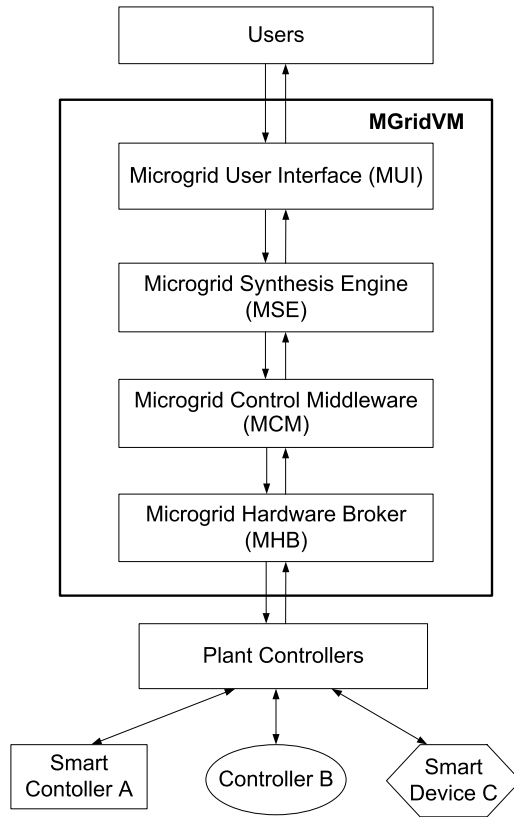 Users
MGridVM
Microgrid User Interface (MUI)
Microgrid Synthesis Engine
(MSE)
Microgrid Control Middleware
(MCM)
Microgrid Hardware Broker
(MHB)
Plant Controllers
Smart
Contoller A
Controller B
Smart
Device C